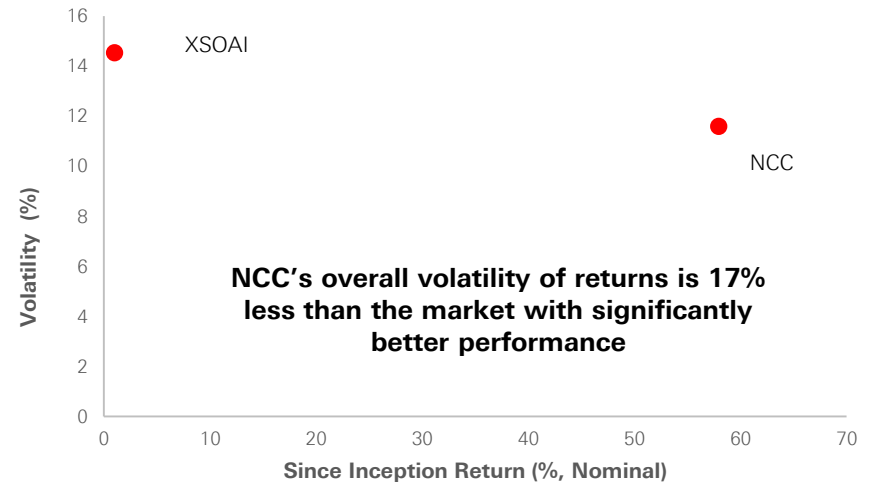 16
14
12
10
8
6
4
2
0
Volatility (%)
XSOAI
NCC
NCC's overall volatility of returns is 17%
less than the market with significantly
better performance
0 10 20 30 40 50 60 70
Since Inception Return (%, Nominal)